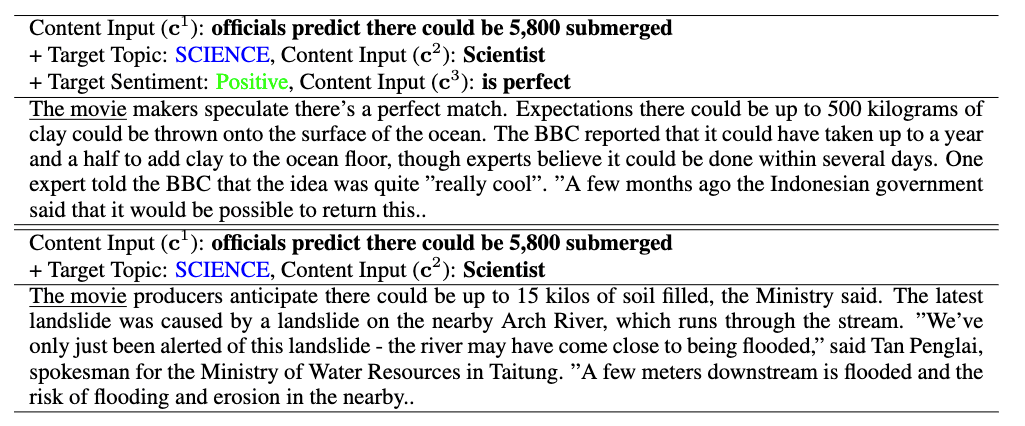 Content Input (c¹): officials predict there could be 5,800 submerged
+ Target Topic: SCIENCE, Content Input (c²): Scientist
+ Target Sentiment: Positive, Content Input (c³): is perfect
The movie makers speculate there's a perfect match. Expectations there could be up to 500 kilograms of
clay could be thrown onto the surface of the ocean. The BBC reported that it could have taken up to a year
and a half to add clay to the ocean floor, though experts believe it could be done within several days. One
expert told the BBC that the idea was quite ”really cool”. ”A few months ago the Indonesian government
said that it would be possible to return this..
Content Input (c¹): officials predict there could be 5,800 submerged
+ Target Topic: SCIENCE, Content Input (c²): Scientist
The movie producers anticipate there could be up to 15 kilos of soil filled, the Ministry said. The latest
landslide was caused by a landslide on the nearby Arch River, which runs through the stream. ”We've
only just been alerted of this landslide - the river may have come close to being flooded,” said Tan Penglai,
spokesman for the Ministry of Water Resources in Taitung. ”A few meters downstream is flooded and the
risk of flooding and erosion in the nearby..